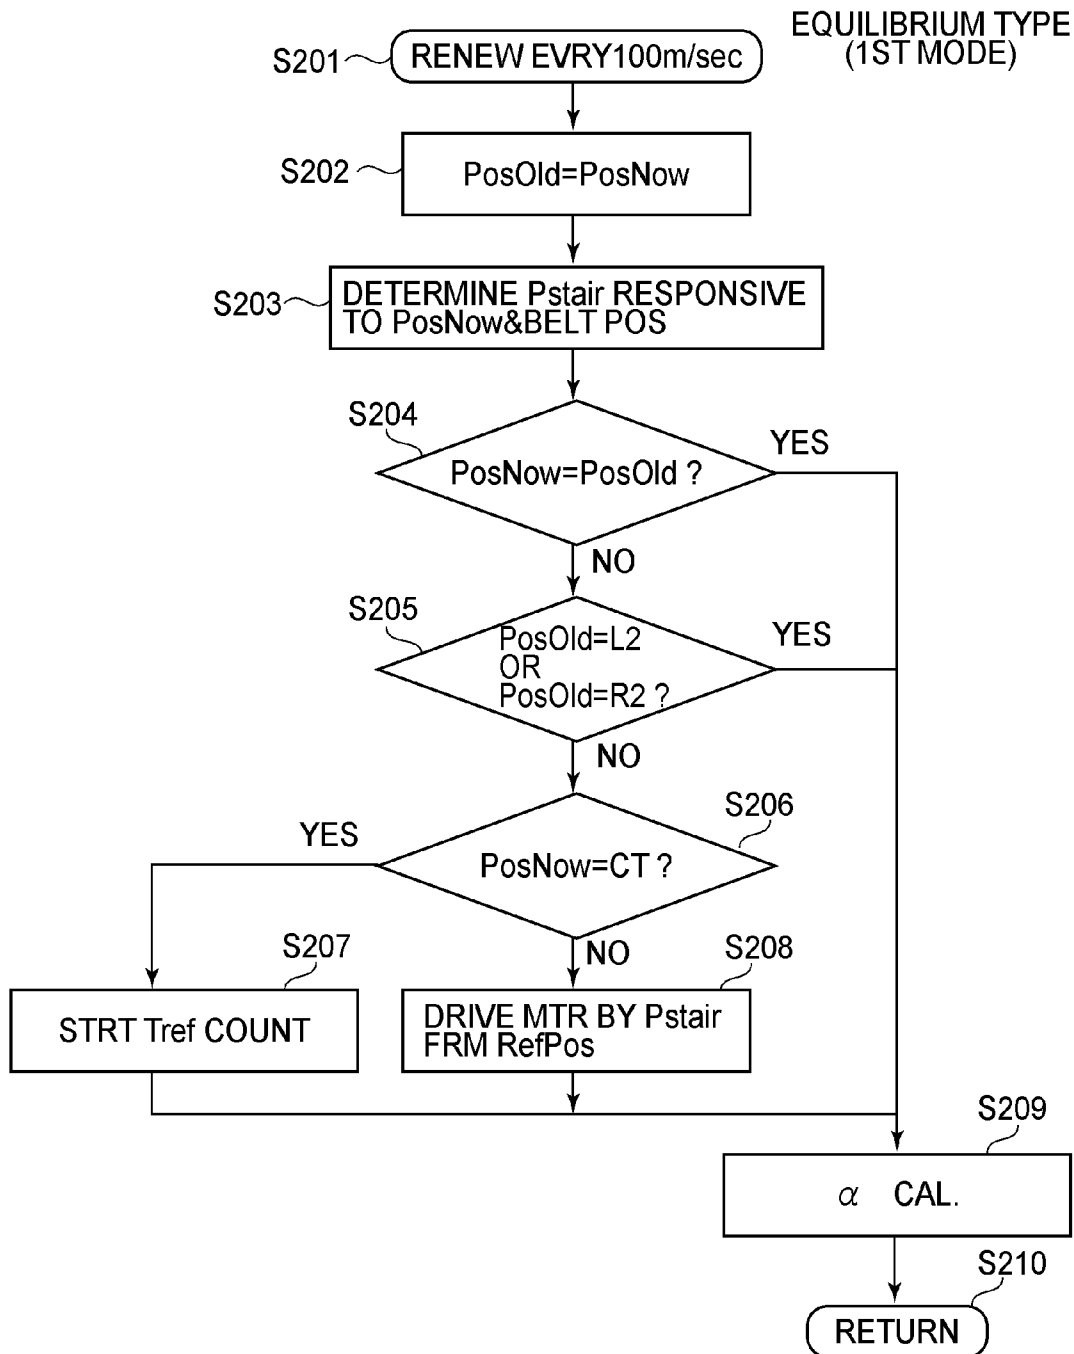 EQUILIBRIUM TYPE
(1ST MODE)
S201
RENEW EVRY100m/sec
S202
PosOld=PosNow
S203
DETERMINE Pstair RESPONSIVE
TO PosNow&BELT POS
S204
PosNow=PosOld ?
YES
NO
S205
PosOld=L2
OR
PosOld=R2 ?
YES
NO
S206
PosNow=CT ?
YES
NO
S207
STRT Tref COUNT
S208
DRIVE MTR BY Pstair
FRM RefPos
S209
α CAL.
S210
RETURN